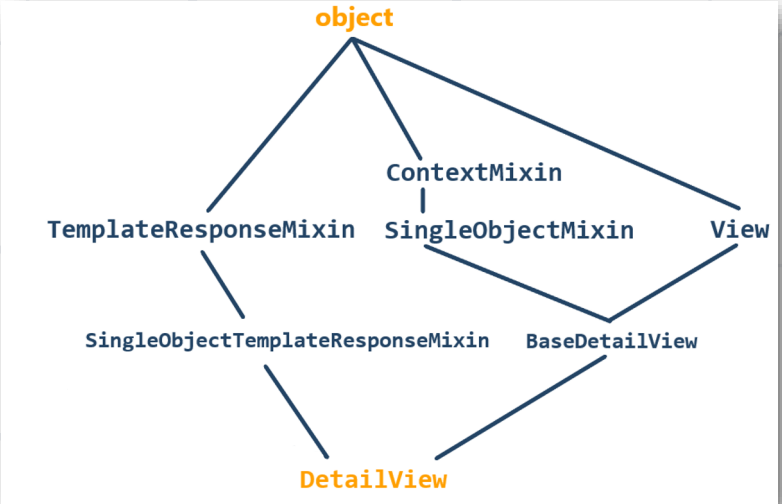 object
ContextMixin
TemplateResponseMixin SingleObjectMixin View
SingleObjectTemplateResponseMixin BaseDetailView
DetailView